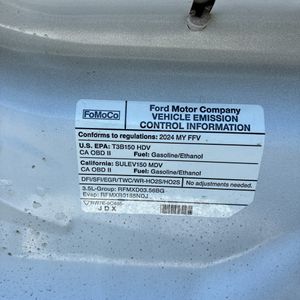 FoMoCo
Ford Motor Company
VEHICLE EMISSION
CONTROL INFORMATION
Conforms to regulations: 2024 MY FFV
U.S. EPA: T3B150 HDV
CA OBD II Fuel: Gasoline/Ethanol
California: SULEV150 MDV
CA OBD II Fuel: Gasoline/Ethanol
DFI/SFI/EGR/TWC/WR-HO2S/HO2S No adjustments needed.
3.5L-Group: RFMXD03.56BG
Evap: RFMXR0185NGJ
JDX